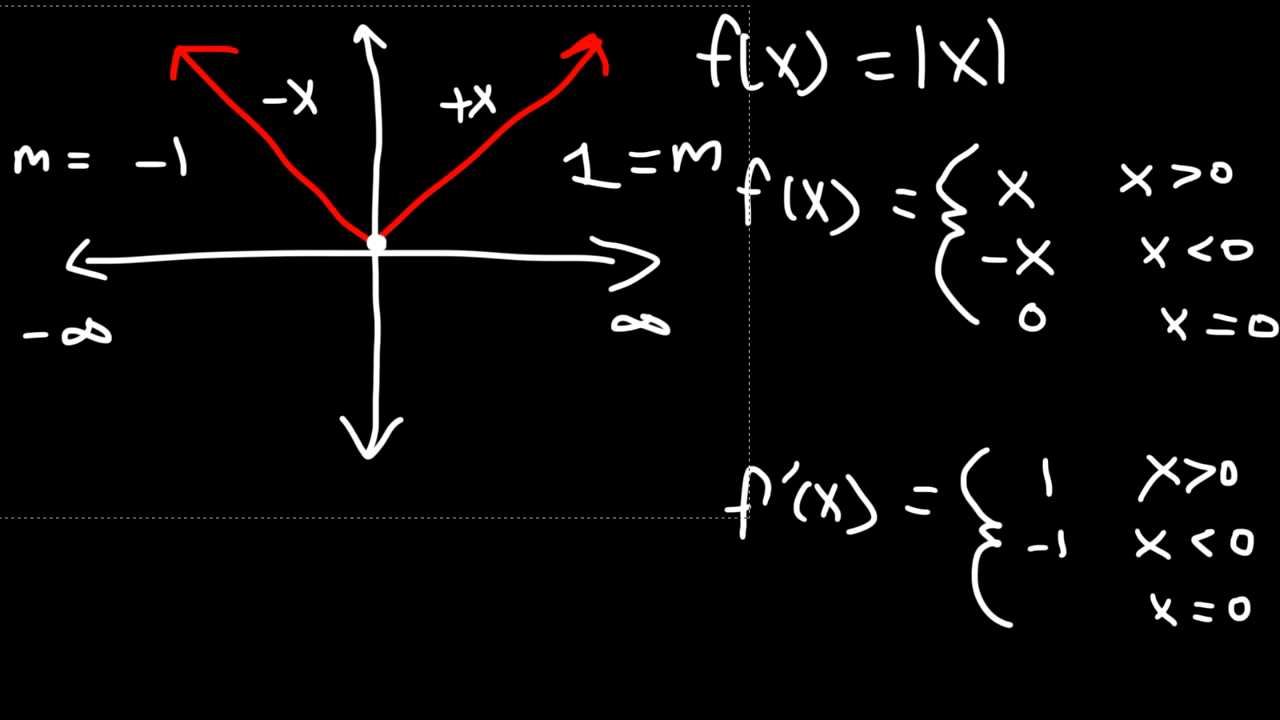 f(x) = |x|
-x
+x
m = -1
1 = m
-∞
∞
f(x) = { x x > 0
-x x < 0
0 x = 0
f'(x) = { 1 x > 0
-1 x < 0
x = 0